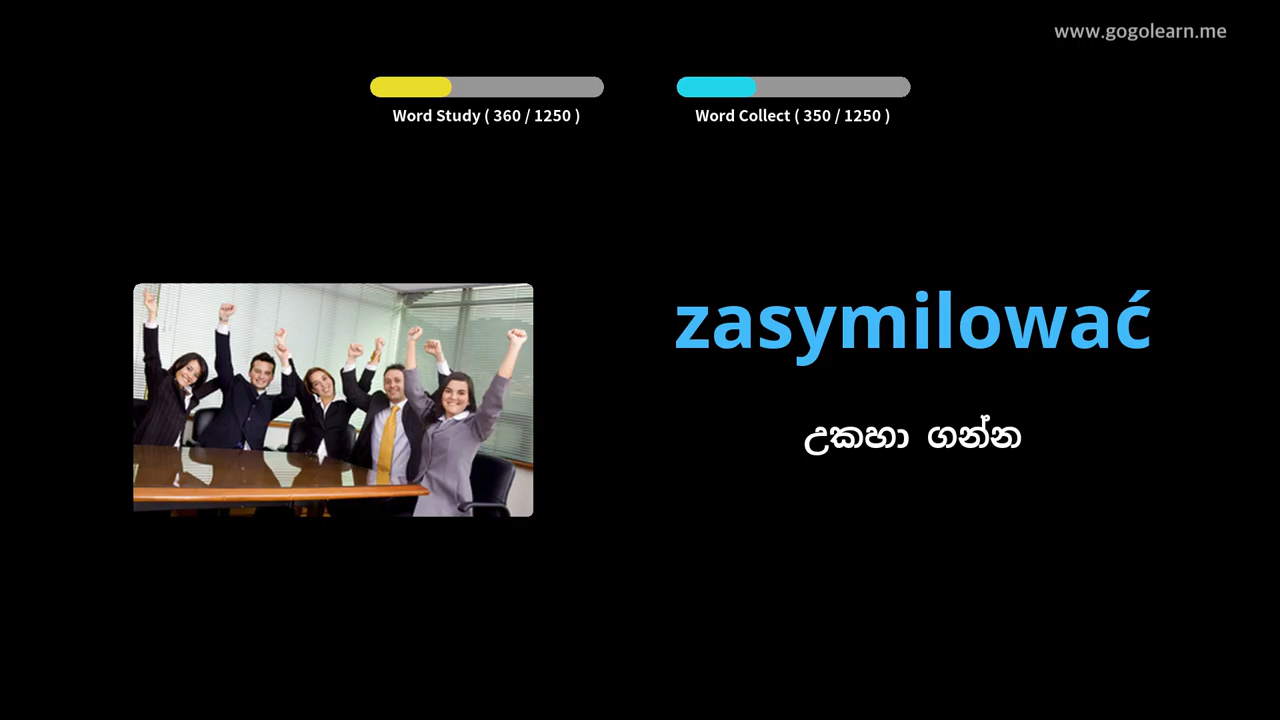 www.gogolearn.me
Word Study ( 360 / 1250 )
Word Collect ( 350 / 1250 )
zasymilować
උකහා ගන්න